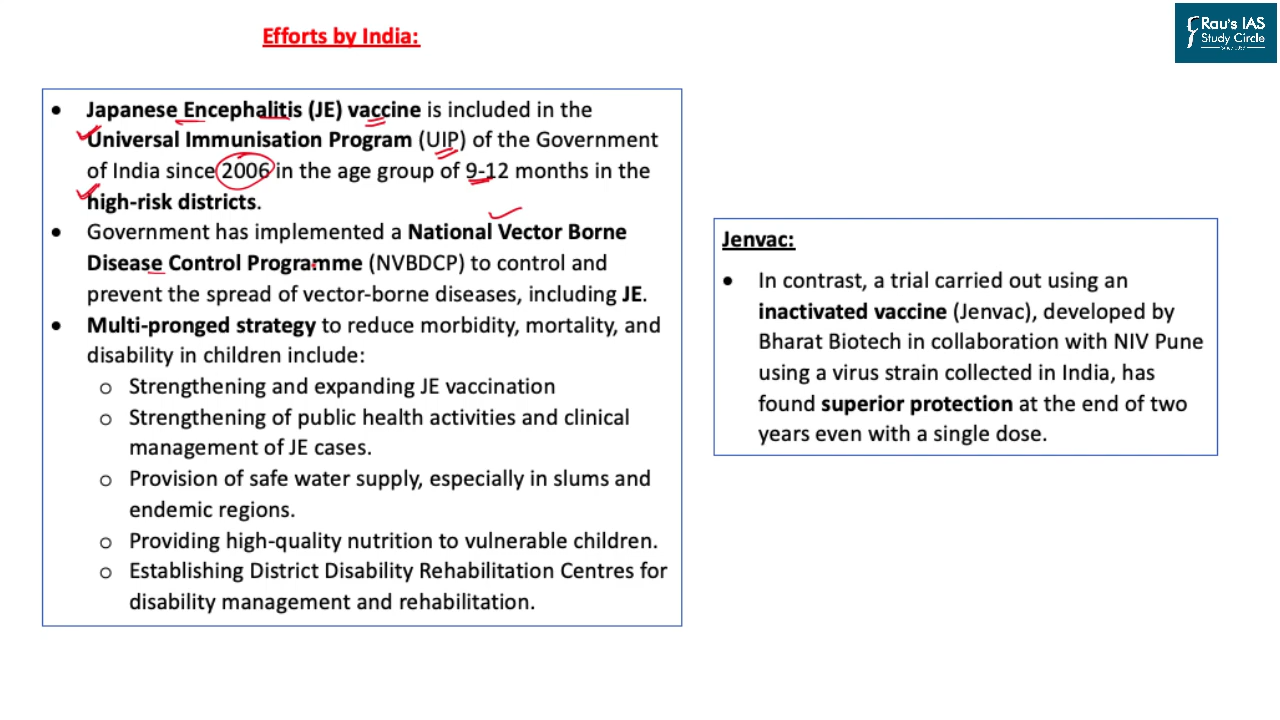 Efforts by India:
Rau's IAS
Study Circle
• Japanese Encephalitis (JE) vaccine is included in the
Universal Immunisation Program (UIP) of the Government
of India since 2006 in the age group of 9-12 months in the
high-risk districts.
• Government has implemented a National Vector Borne
Disease Control Programme (NVBDCP) to control and
prevent the spread of vector-borne diseases, including JE.
• Multi-pronged strategy to reduce morbidity, mortality, and
disability in children include:
o Strengthening and expanding JE vaccination
o Strengthening of public health activities and clinical
management of JE cases.
o Provision of safe water supply, especially in slums and
endemic regions.
o Providing high-quality nutrition to vulnerable children.
o Establishing District Disability Rehabilitation Centres for
disability management and rehabilitation.
Jenvac:
• In contrast, a trial carried out using an
inactivated vaccine (Jenvac), developed by
Bharat Biotech in collaboration with NIV Pune
using a virus strain collected in India, has
found superior protection at the end of two
years even with a single dose.